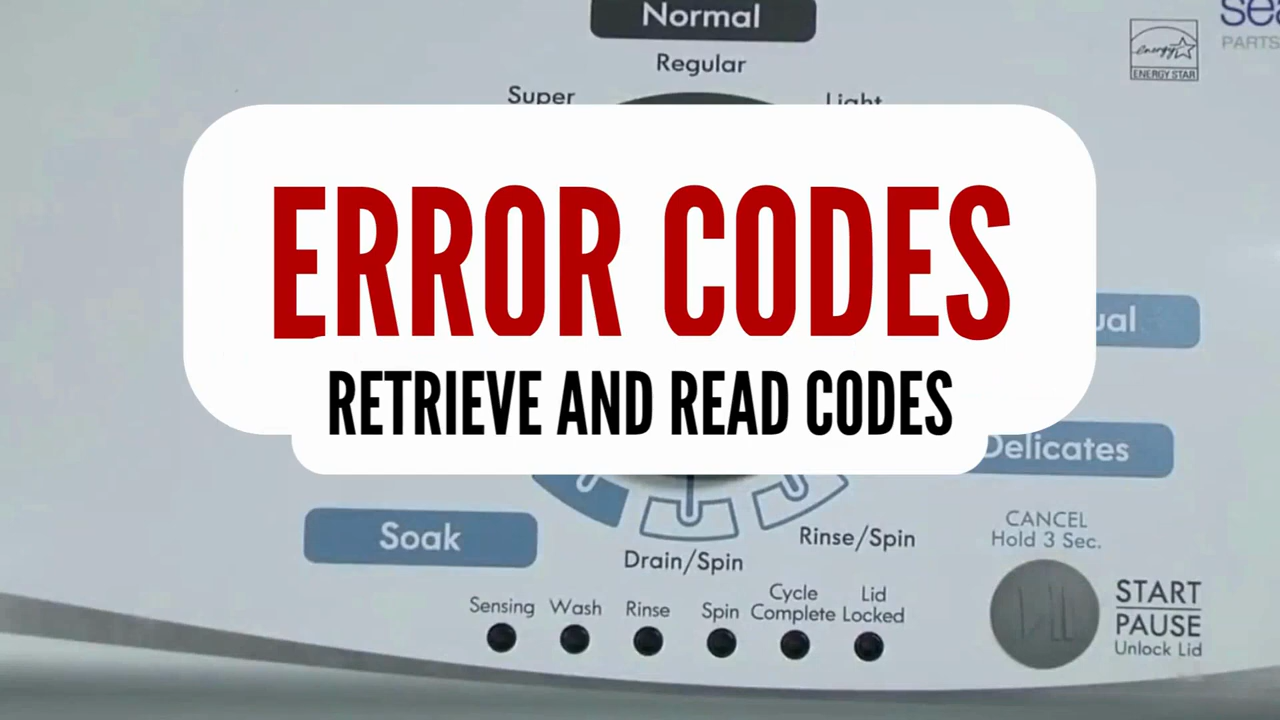 Normal
Regular
Super
Light
PARTS
ENERGY STAR
ERROR CODES
RETRIEVE AND READ CODES
Delicates
Soak
Drain/Spin
Rinse/Spin
CANCEL
Hold 3 Sec.
Sensing
Wash
Rinse
Spin
Cycle
Complete
Lid
Locked
START
PAUSE
Unlock Lid